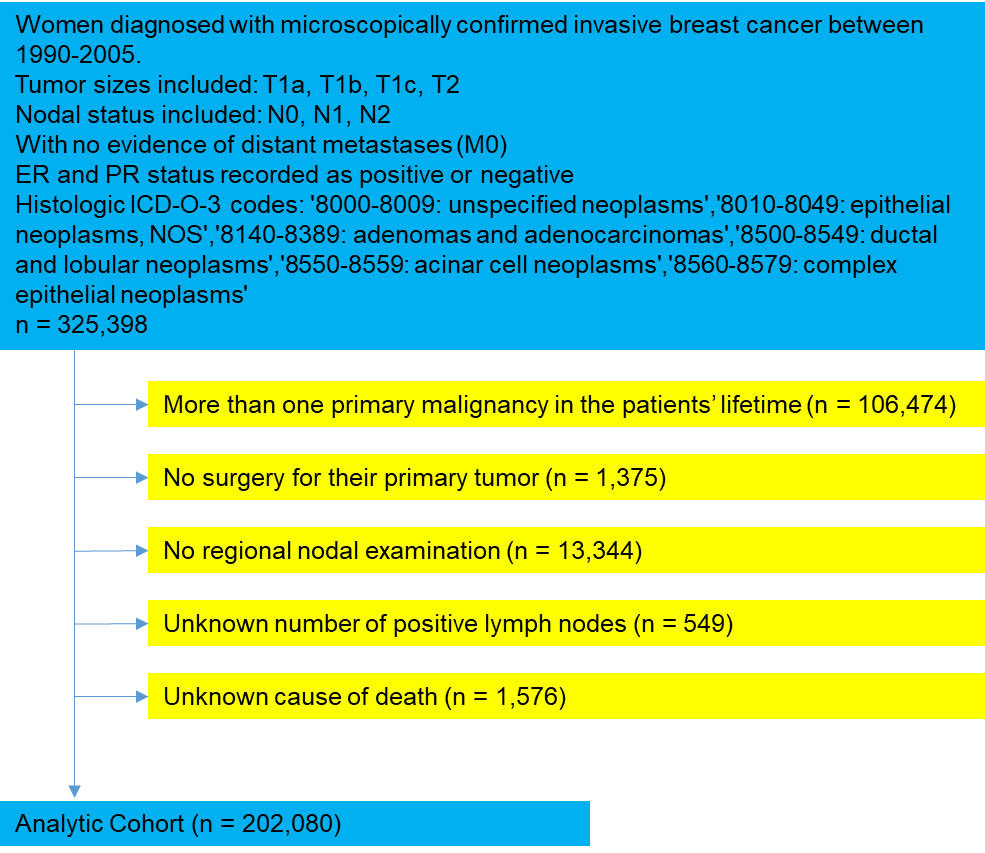 Women diagnosed with microscopically confirmed invasive breast cancer between
1990-2005.
Tumor sizes included: T1a, T1b, T1c, T2
Nodal status included: N0, N1, N2
With no evidence of distant metastases (M0)
ER and PR status recorded as positive or negative
Histologic ICD-O-3 codes: '8000-8009: unspecified neoplasms','8010-8049: epithelial
neoplasms, NOS','8140-8389: adenomas and adenocarcinomas','8500-8549: ductal
and lobular neoplasms','8550-8559: acinar cell neoplasms','8560-8579: complex
epithelial neoplasms'
n = 325,398
More than one primary malignancy in the patients’ lifetime (n = 106,474)
No surgery for their primary tumor (n = 1,375)
No regional nodal examination (n = 13,344)
Unknown number of positive lymph nodes (n = 549)
Unknown cause of death (n = 1,576)
Analytic Cohort (n = 202,080)